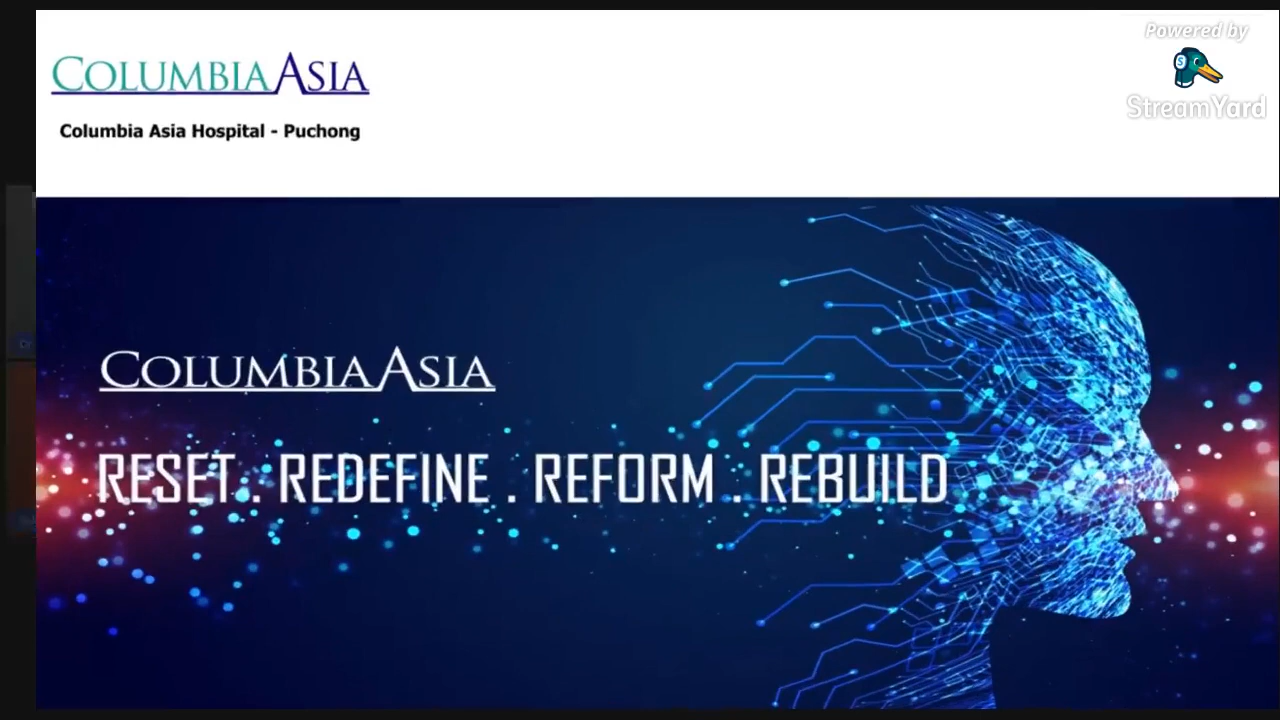 Powered by
StreamYard
COLUMBIA ASIA
Columbia Asia Hospital - Puchong
COLUMBIA ASIA
RESET . REDEFINE . REFORM . REBUILD